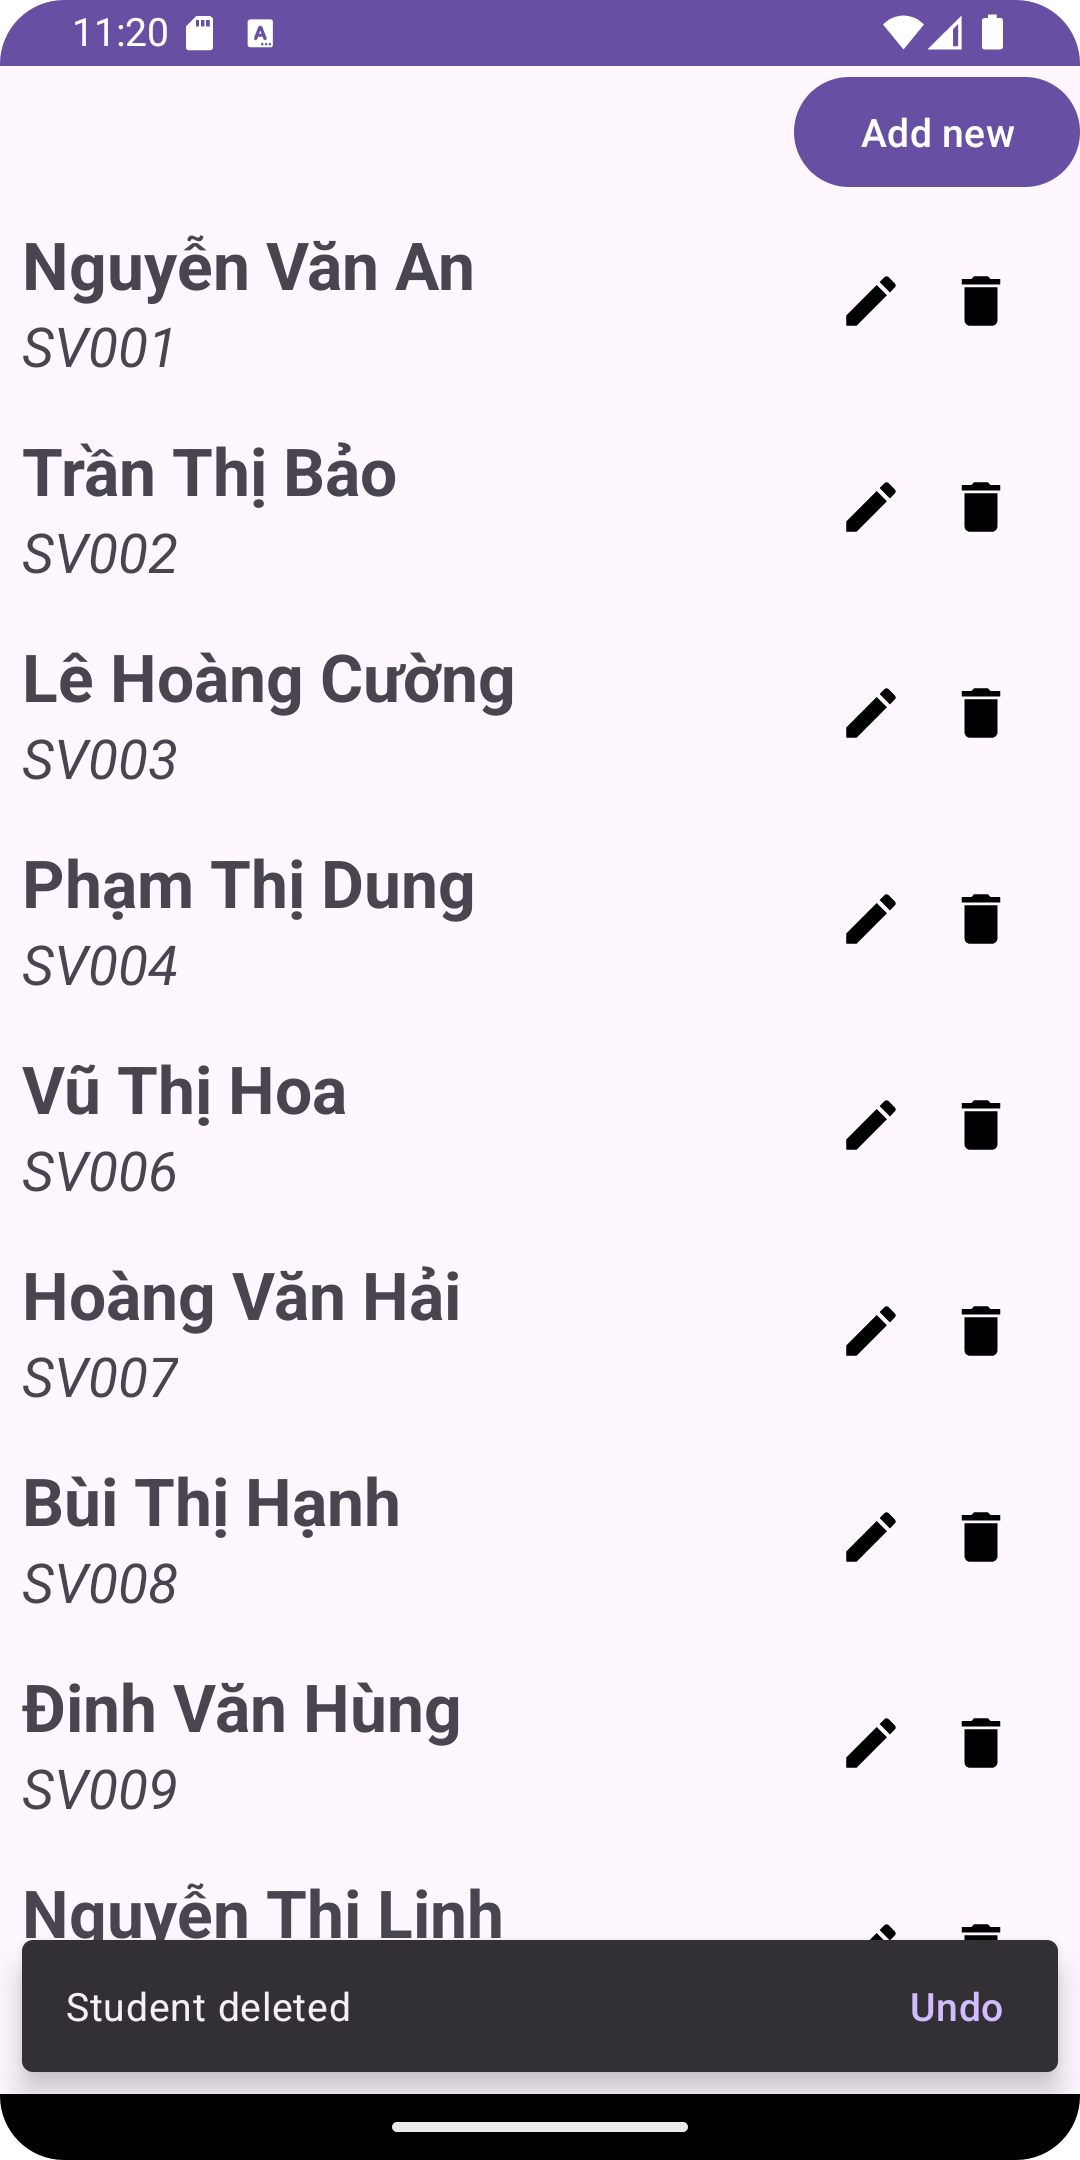 11:20
Add new
Nguyễn Văn An
SV001
Trần Thị Bảo
SV002
Lê Hoàng Cường
SV003
Phạm Thị Dung
SV004
Vũ Thị Hoa
SV006
Hoàng Văn Hải
SV007
Bùi Thị Hạnh
SV008
Đinh Văn Hùng
SV009
Nguyễn Thị Linh
Student deleted
Undo